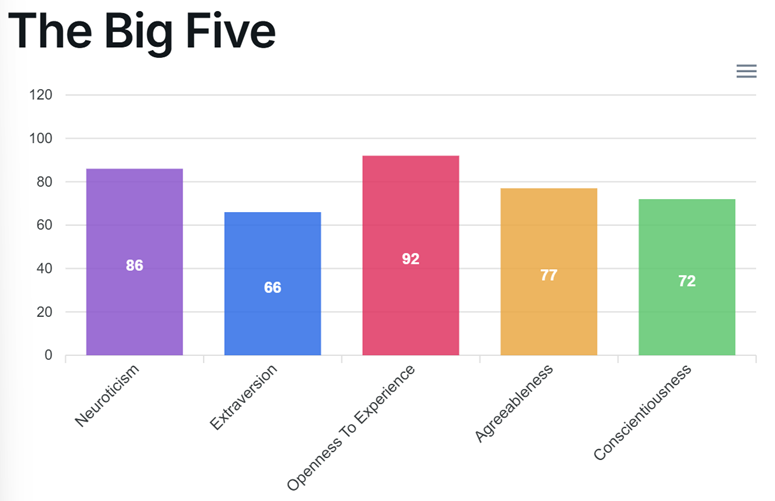 The Big Five
120
100
80
60
40
20
0
86
66
92
77
72
Neuroticism
Extraversion
Openness To Experience
Agreeableness
Conscientiousness